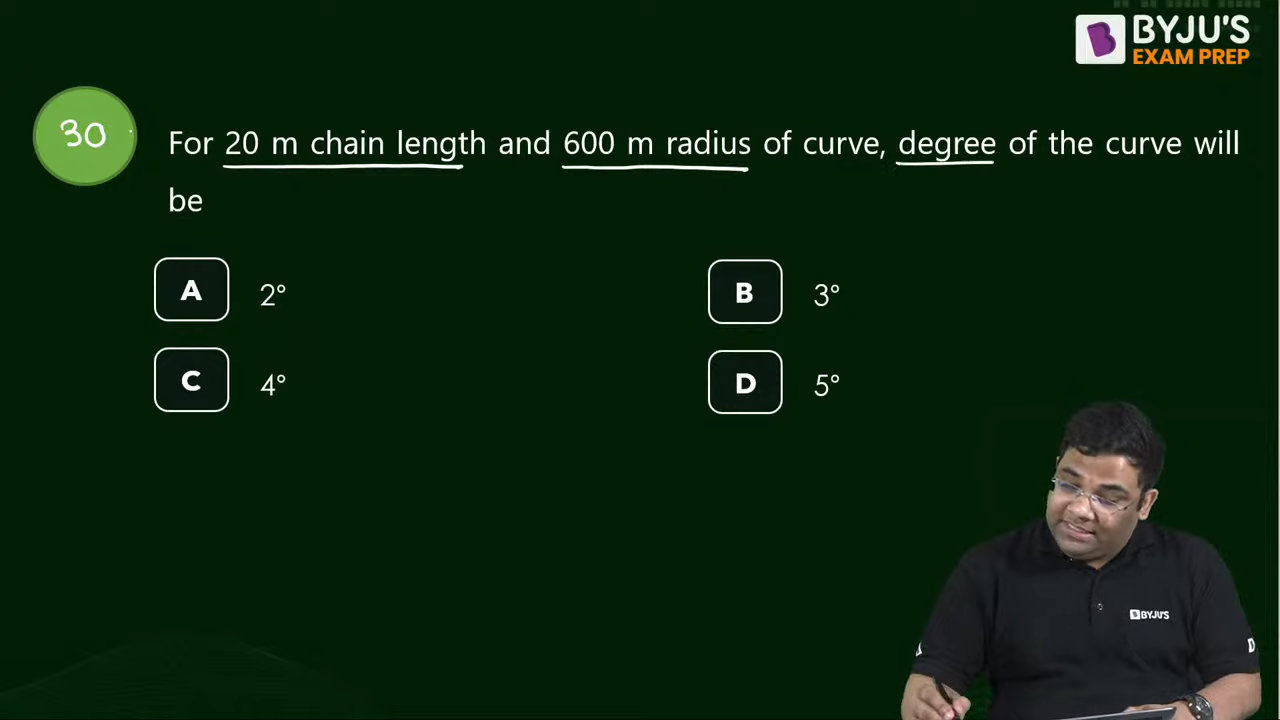 BYJU'S
EXAM PREP
30 For 20 m chain length and 600 m radius of curve, degree of the curve will
be
A 2° B 3°
C 4° D 5°
BYJU'S